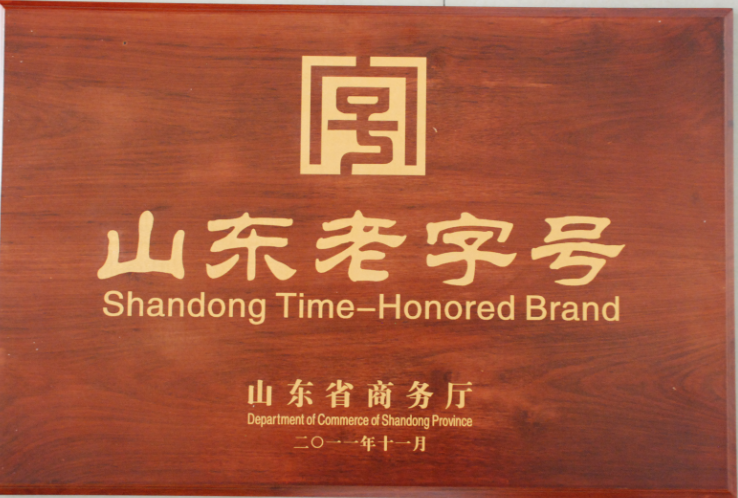 山东老字号
Shandong Time-Honored Brand
山东省商务厅
Department of Commerce of Shandong Province
二〇一一年十一月